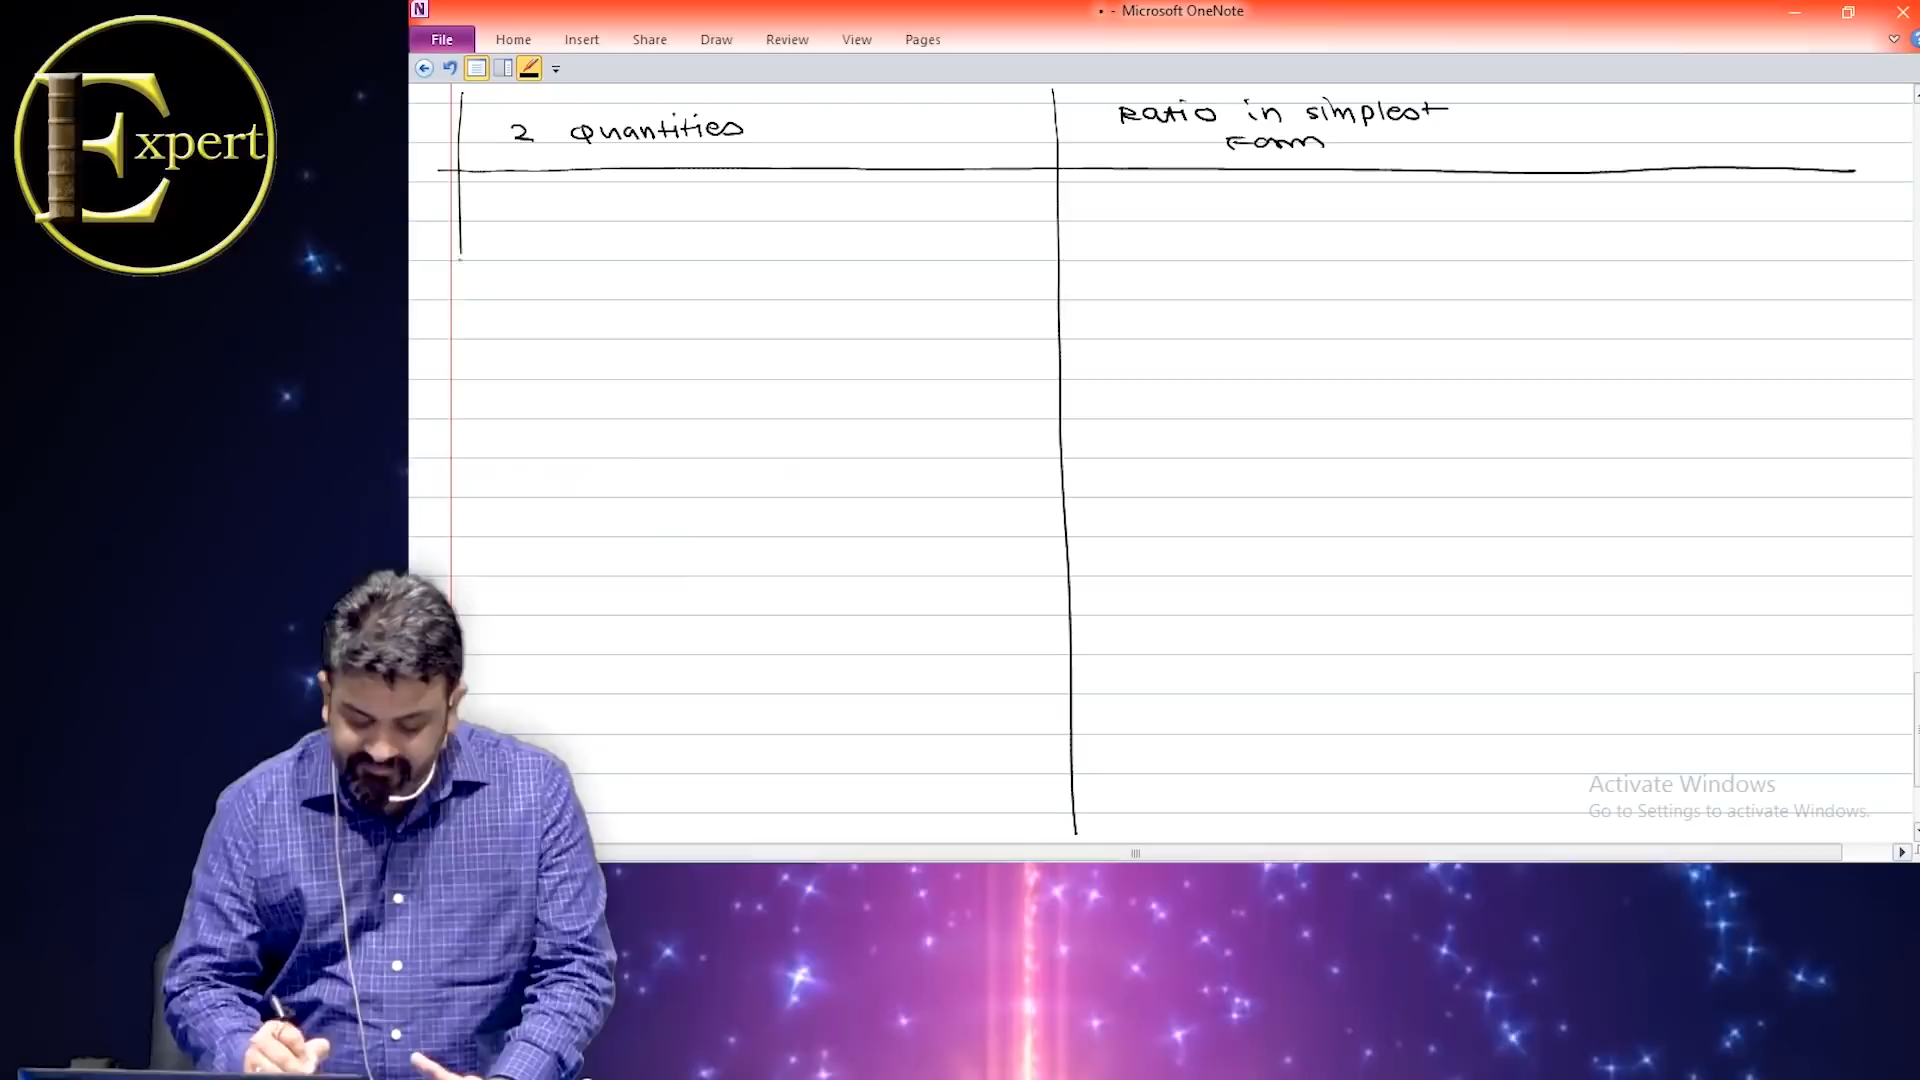 Expert
Microsoft OneNote
File Home Insert Share Draw Review View Pages
2 Quantities
Ratio in simplest
Form
Activate Windows
Go to Settings to activate Windows.